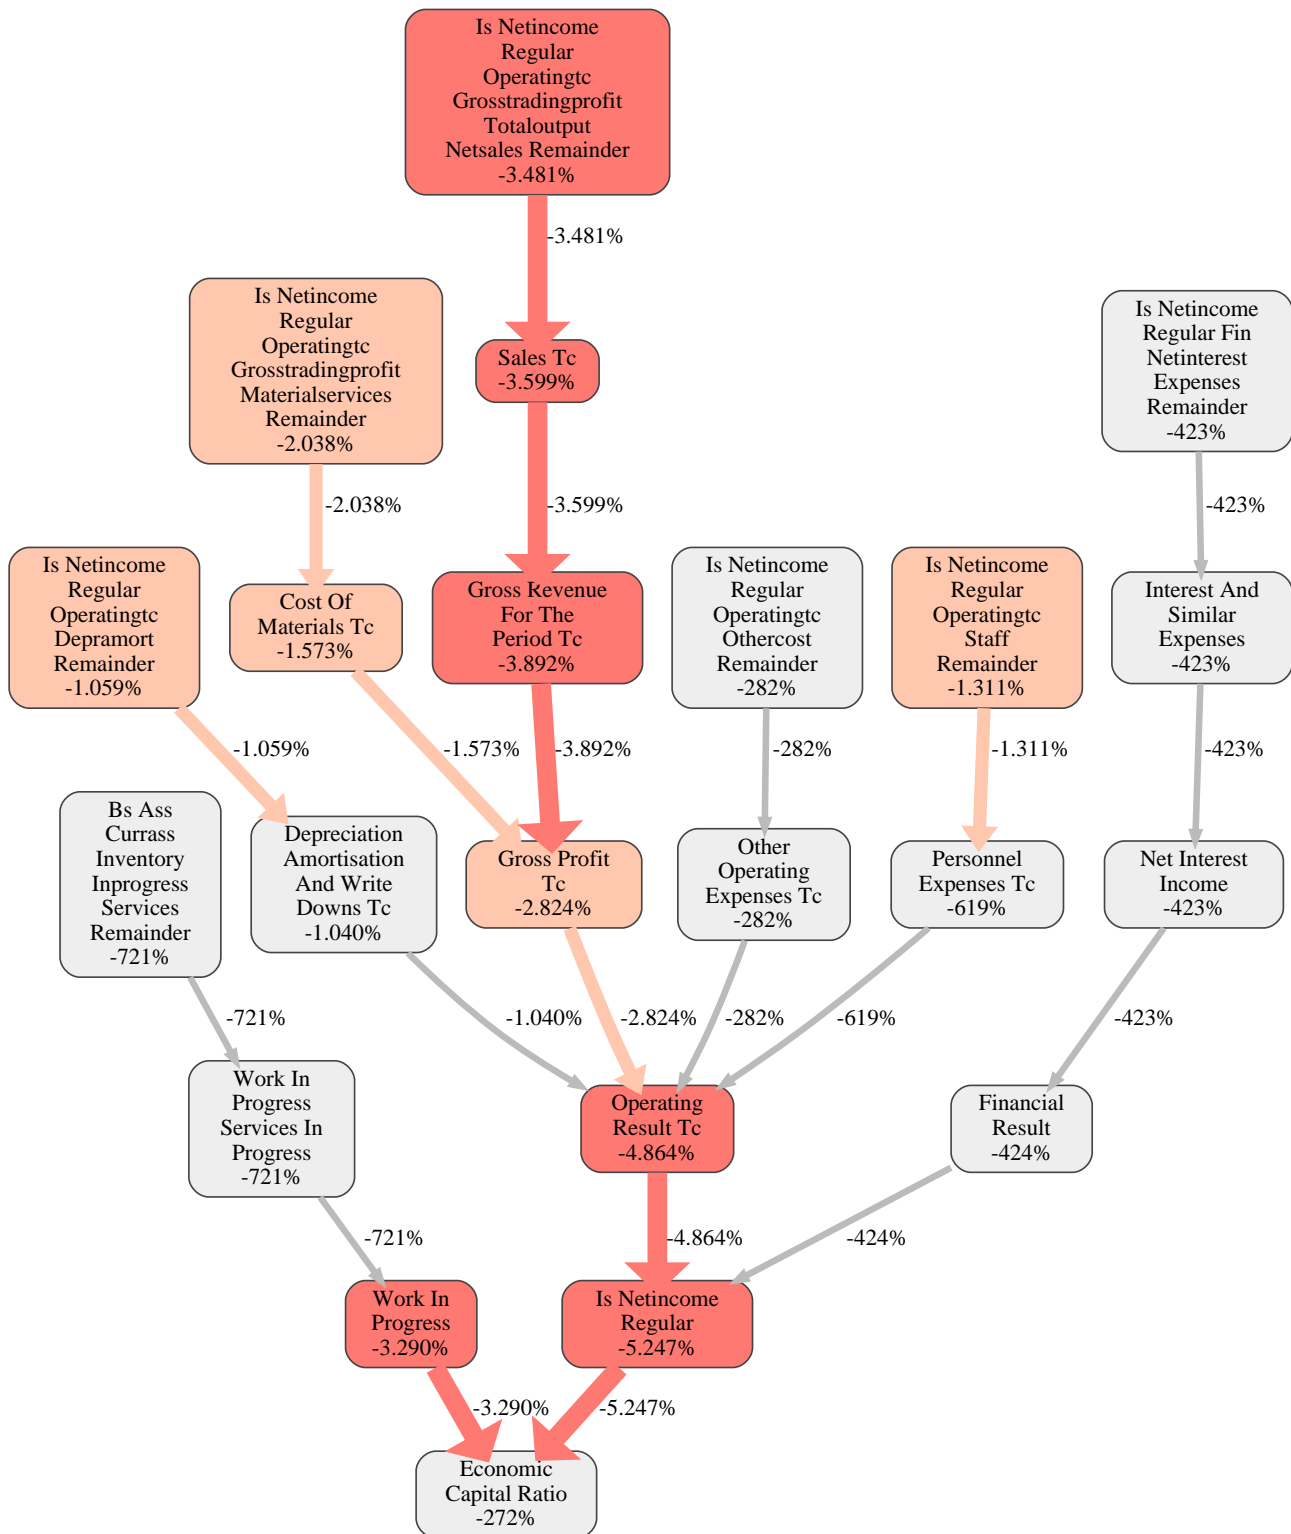 Is Netincome
Regular
Operatingtc
Grosstradingprofit
Totaloutput
Netsales Remainder
-3.481%
-3.481%
Is Netincome
Regular
Operatingtc
Grosstradingprofit
Materialservices
Remainder
-2.038%
Sales Tc
-3.599%
Is Netincome
Regular Fin
Netinterest
Expenses
Remainder
-423%
-2.038%
-3.599%
-423%
Is Netincome
Regular
Operatingtc
Depramort
Remainder
-1.059%
Cost Of
Materials Tc
-1.573%
Gross Revenue
For The
Period Tc
-3.892%
Is Netincome
Regular
Operatingtc
Othercost
Remainder
-282%
Is Netincome
Regular
Operatingtc
Staff
Remainder
-1.311%
Interest And
Similar
Expenses
-423%
-1.059%
-1.573%
-3.892%
-282%
-1.311%
-423%
Bs Ass
Currass
Inventory
Inprogress
Services
Remainder
-721%
Depreciation
Amortisation
And Write
Downs Tc
-1.040%
Gross Profit
Tc
-2.824%
Other
Operating
Expenses Tc
-282%
Personnel
Expenses Tc
-619%
Net Interest
Income
-423%
-721%
-1.040%
-2.824%
-282%
-619%
-423%
Work In
Progress
Services In
Progress
-721%
Operating
Result Tc
-4.864%
Financial
Result
-424%
-721%
-4.864%
-424%
Work In
Progress
-3.290%
Is Netincome
Regular
-5.247%
-3.290%
-5.247%
Economic
Capital Ratio
-272%